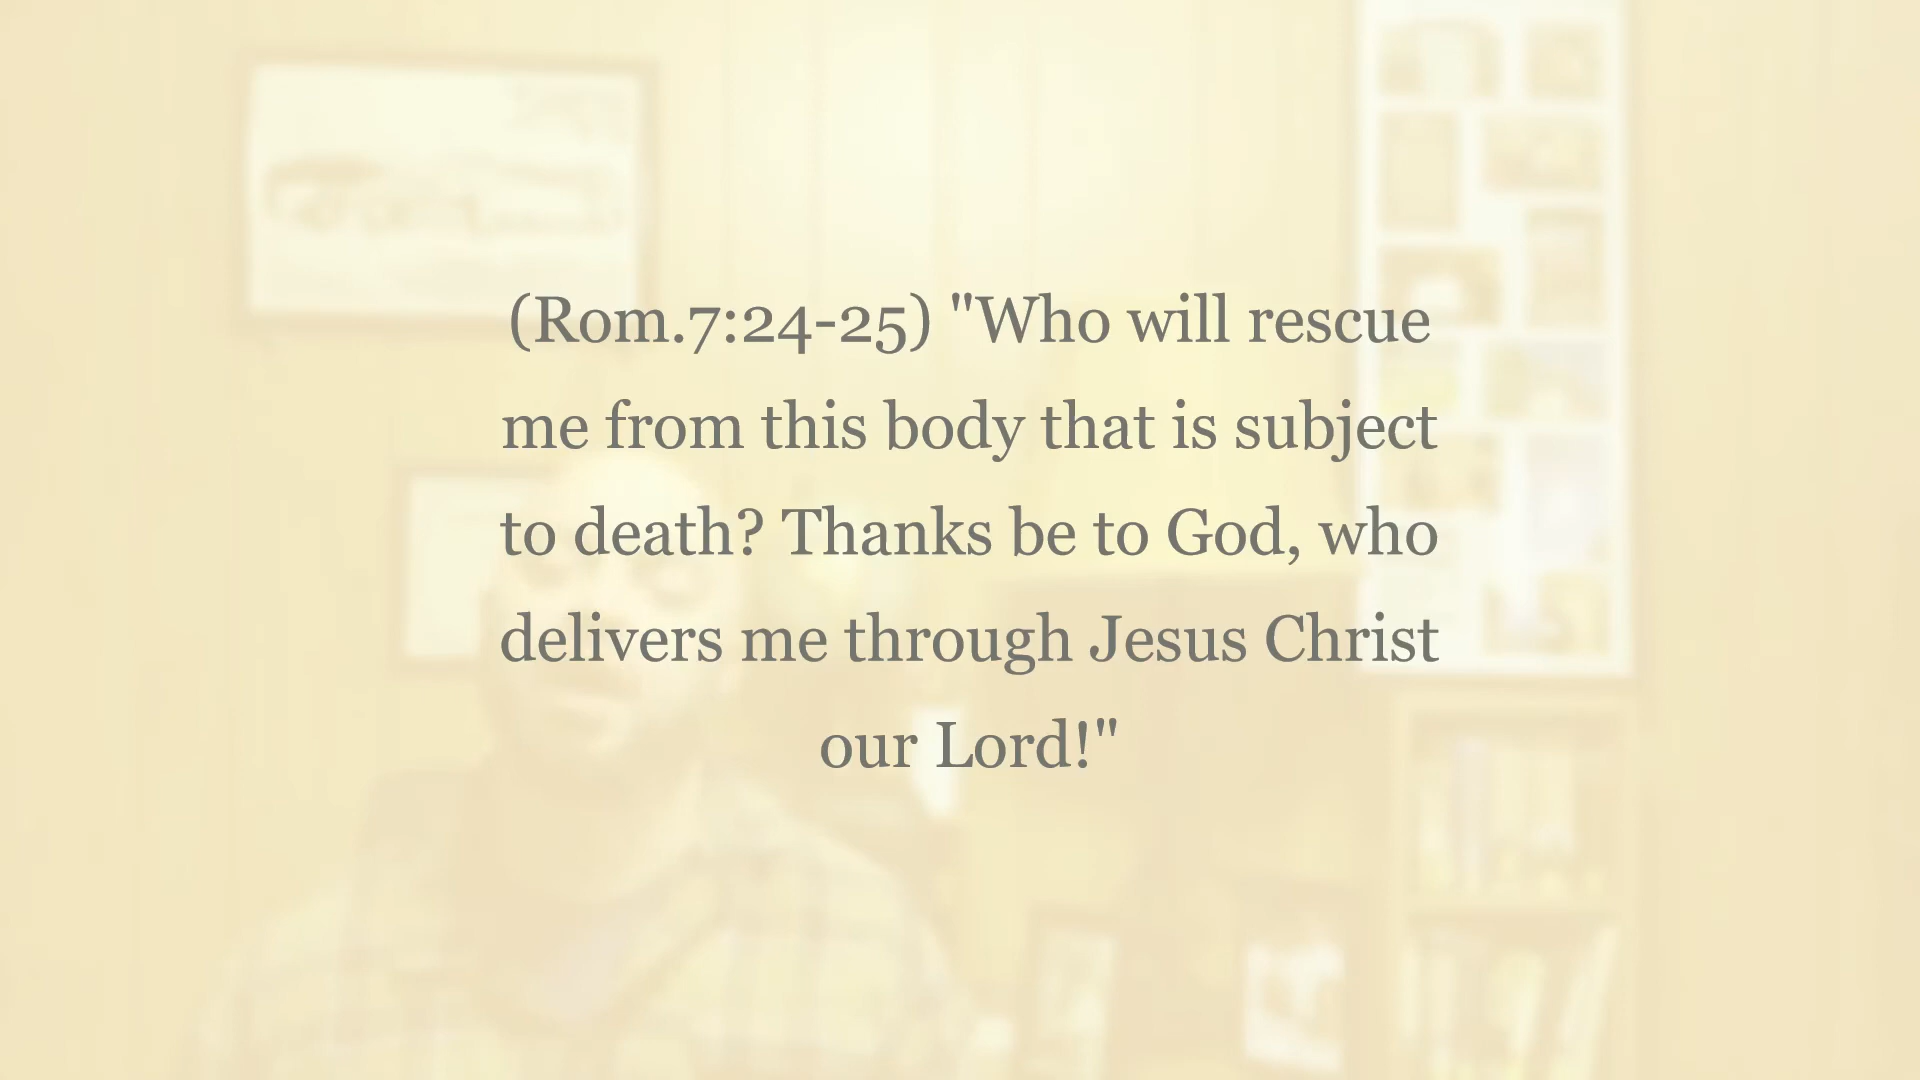 (Rom.7:24-25) "Who will rescue
me from this body that is subject
to death? Thanks be to God, who
delivers me through Jesus Christ
our Lord!"